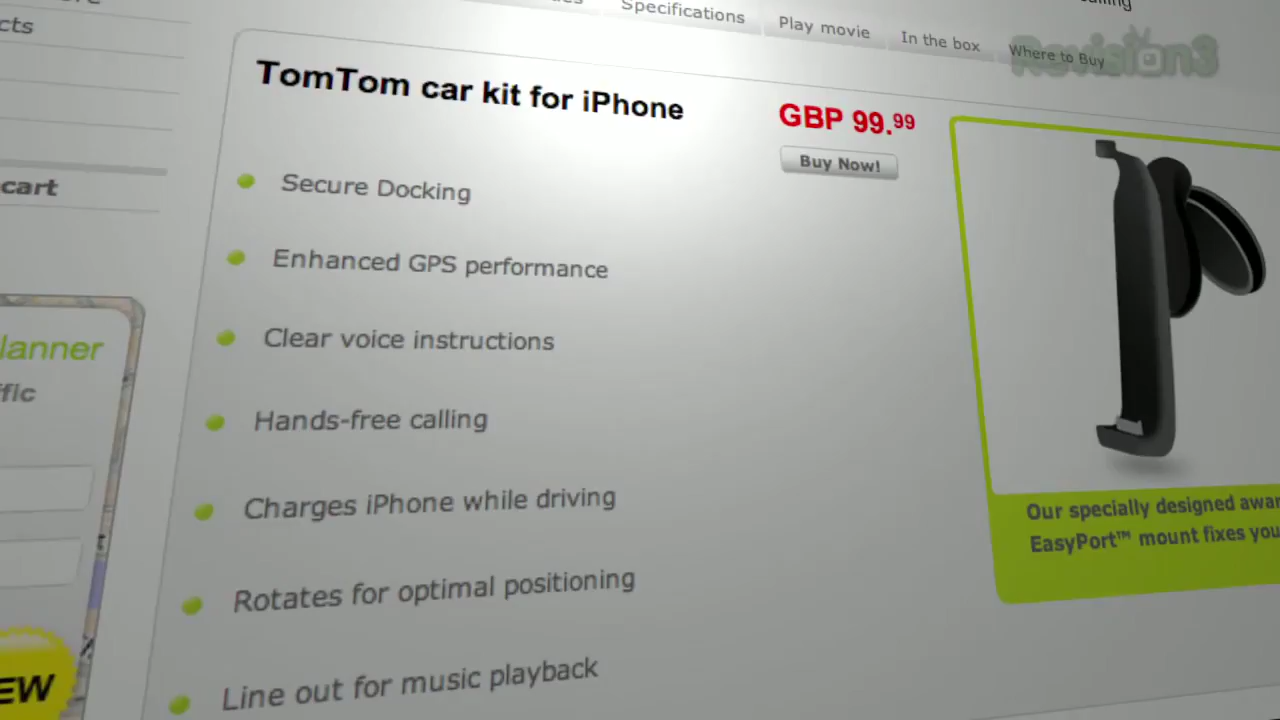 Specifications
Play movie
In the box
Where to Buy
Revision3
cts
TomTom car kit for iPhone
GBP 99.99
Buy Now!
cart
Secure Docking
Enhanced GPS performance
Clear voice instructions
Hands-free calling
Charges iPhone while driving
Rotates for optimal positioning
Line out for music playback
lanner
fic
EW
Our specially designed awar
EasyPort™ mount fixes you